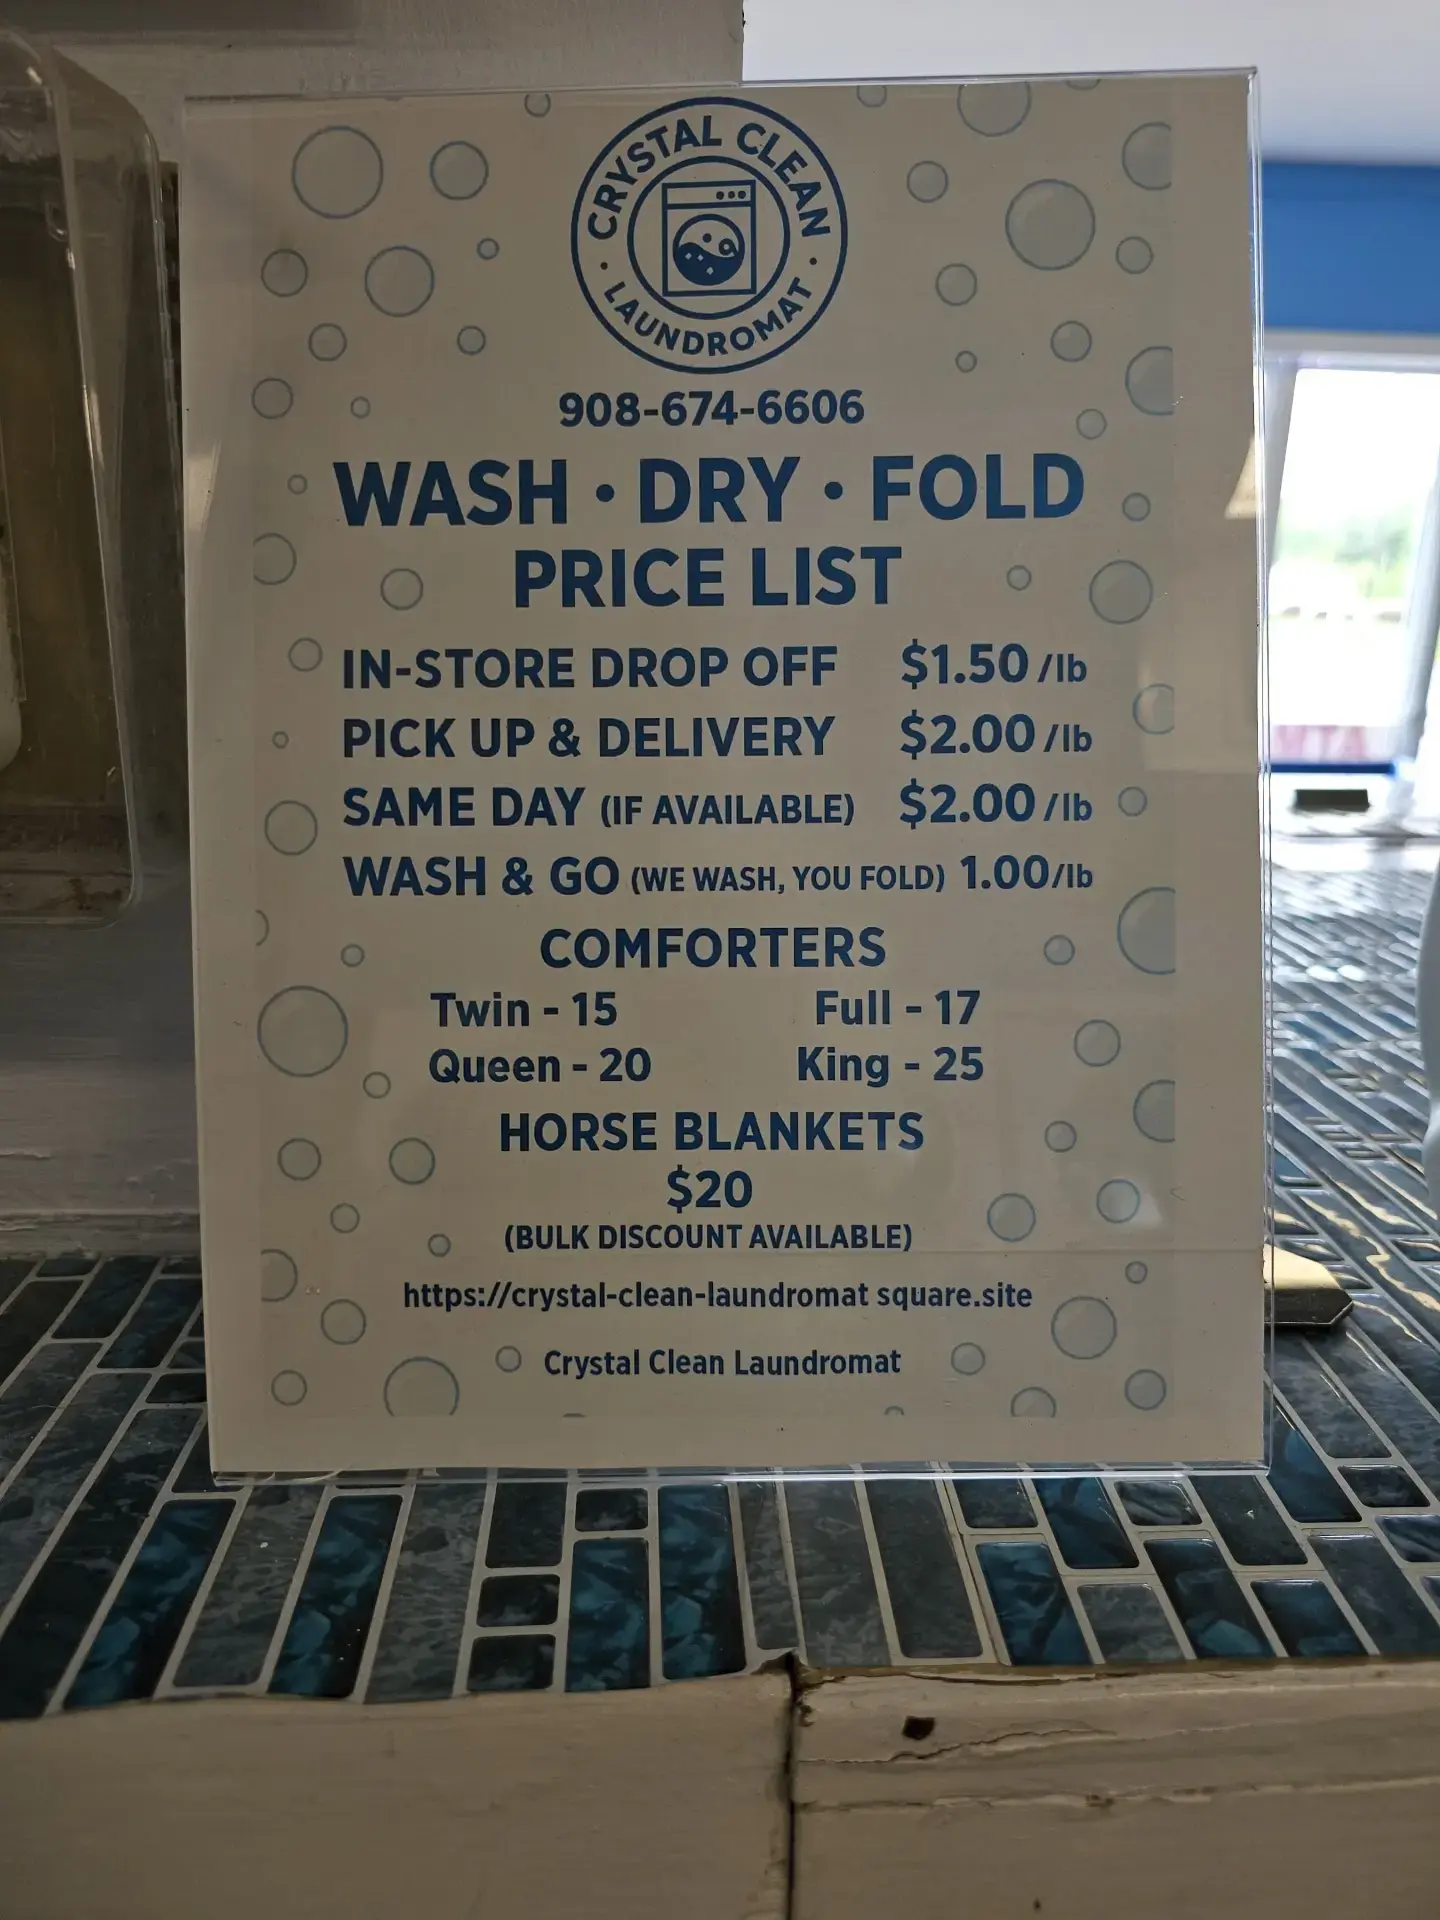 CRYSTAL CLEAN
· LAUNDROMAT ·
908-674-6606
WASH · DRY · FOLD
PRICE LIST
IN-STORE DROP OFF $1.50 /lb
PICK UP & DELIVERY $2.00 /lb
SAME DAY (IF AVAILABLE) $2.00 /lb
WASH & GO (WE WASH, YOU FOLD) 1.00/lb
COMFORTERS
Twin - 15 Full - 17
Queen - 20 King - 25
HORSE BLANKETS
$20
(BULK DISCOUNT AVAILABLE)
https://crystal-clean-laundromat square.site
Crystal Clean Laundromat